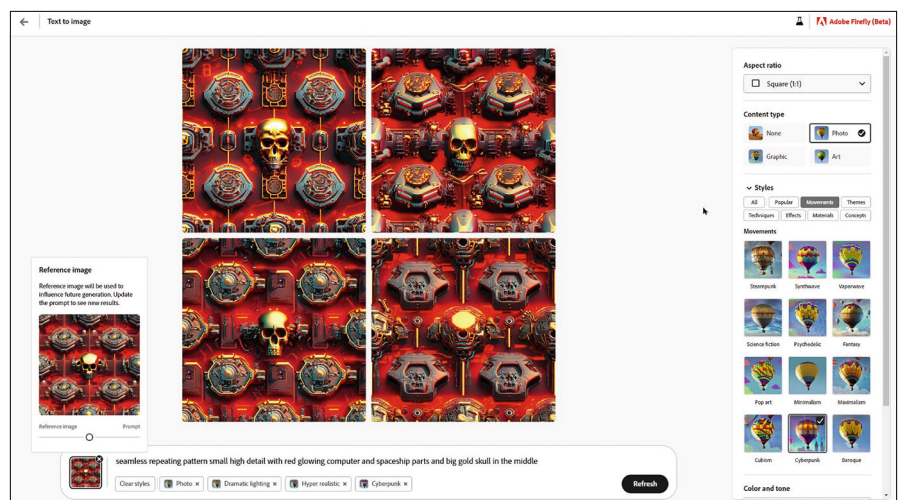 Text to image
Adobe Firefly (Beta)
Aspect ratio
Square (1:1)
Content type
None
Photo
Graphic
Art
Styles
All Popular Movements Themes
Techniques Effects Materials Concepts
Movements
Steampunk Synthwave Vaporwave
Science fiction Psychedelic Fantasy
Pop art Minimalism Maximalism
Cubism Cyberpunk Baroque
Color and tone
Reference image
Reference image will be used to
influence future generation. Update
the prompt to see new results.
Reference image Prompt
seamless repeating pattern small high detail with red glowing computer and spaceship parts and big gold skull in the middle
Clear styles Photo × Dramatic lighting × Hyper realistic × Cyberpunk ×
Refresh